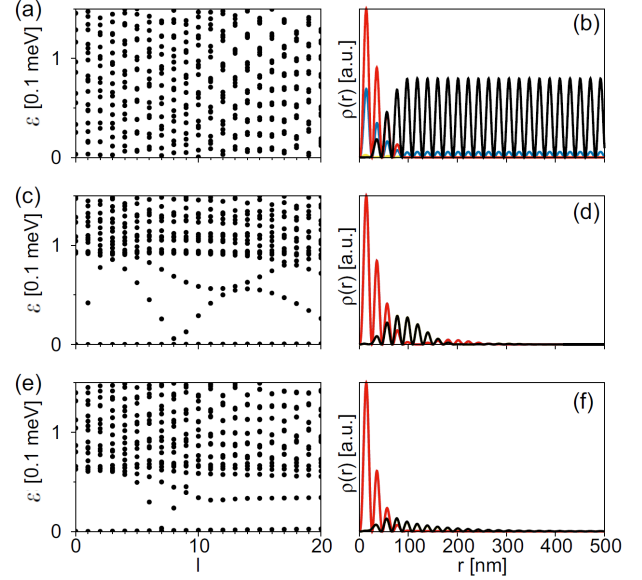 (a)
ε [0.1 meV]
1
0
(b)
ρ(r) [a.u.]
(c)
ε [0.1 meV]
1
0
(d)
ρ(r) [a.u.]
(e)
ε [0.1 meV]
1
0
0 10 20
l
(f)
ρ(r) [a.u.]
0 100 200 300 400 500
r [nm]